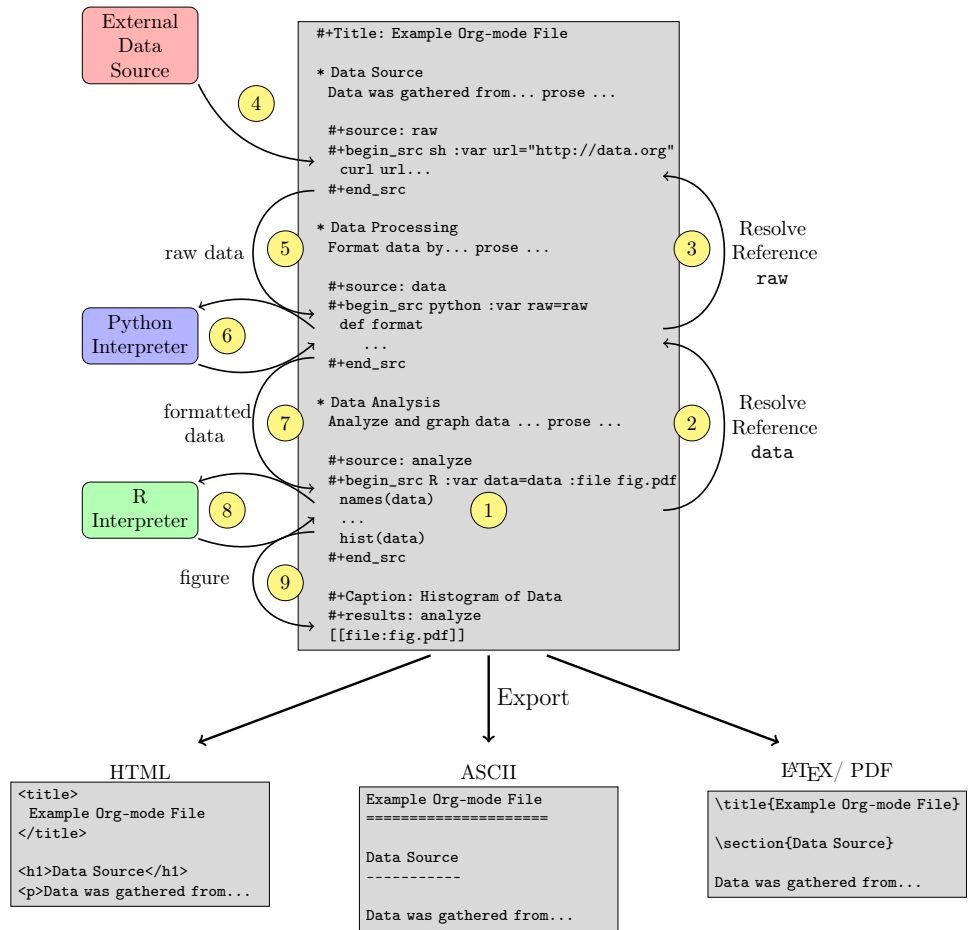 External
Data
Source
4
#+Title: Example Org-mode File
* Data Source
Data was gathered from... prose ...
#+source: raw
#+begin_src sh :var url="http://data.org"
curl url...
#+end_src
raw data
5
* Data Processing
Format data by... prose ...
3
Resolve
Reference
raw
#+source: data
#+begin_src python :var raw=raw
def format
...
#+end_src
Python
Interpreter
6
formatted
data
7
* Data Analysis
Analyze and graph data ... prose ...
2
Resolve
Reference
data
#+source: analyze
#+begin_src R :var data=data :file fig.pdf
names(data)
...
hist(data)
#+end_src
1
R
Interpreter
8
figure
9
#+Caption: Histogram of Data
#+results: analyze
[[file:fig.pdf]]
Export
HTML
<title>
Example Org-mode File
</title>
<h1>Data Source</h1>
<p>Data was gathered from...
ASCII
Example Org-mode File
=====================
Data Source
-----------
Data was gathered from...
LATEX/ PDF
\title{Example Org-mode File}
\section{Data Source}
Data was gathered from...